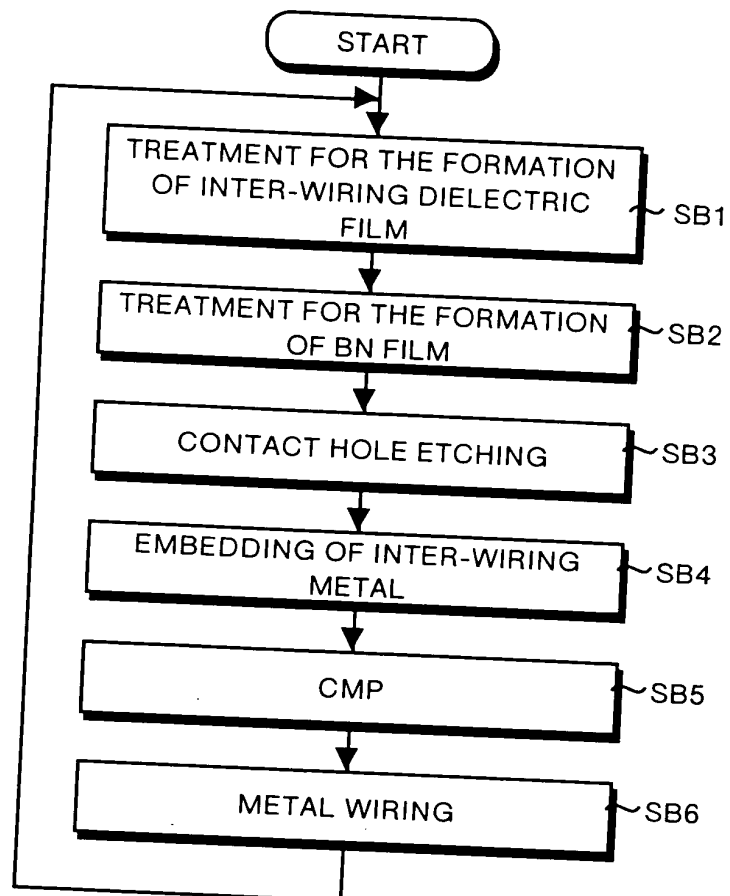 START
TREATMENT FOR THE FORMATION
OF INTER-WIRING DIELECTRIC
FILM
SB1
TREATMENT FOR THE FORMATION
OF BN FILM
SB2
CONTACT HOLE ETCHING
SB3
EMBEDDING OF INTER-WIRING
METAL
SB4
CMP
SB5
METAL WIRING
SB6